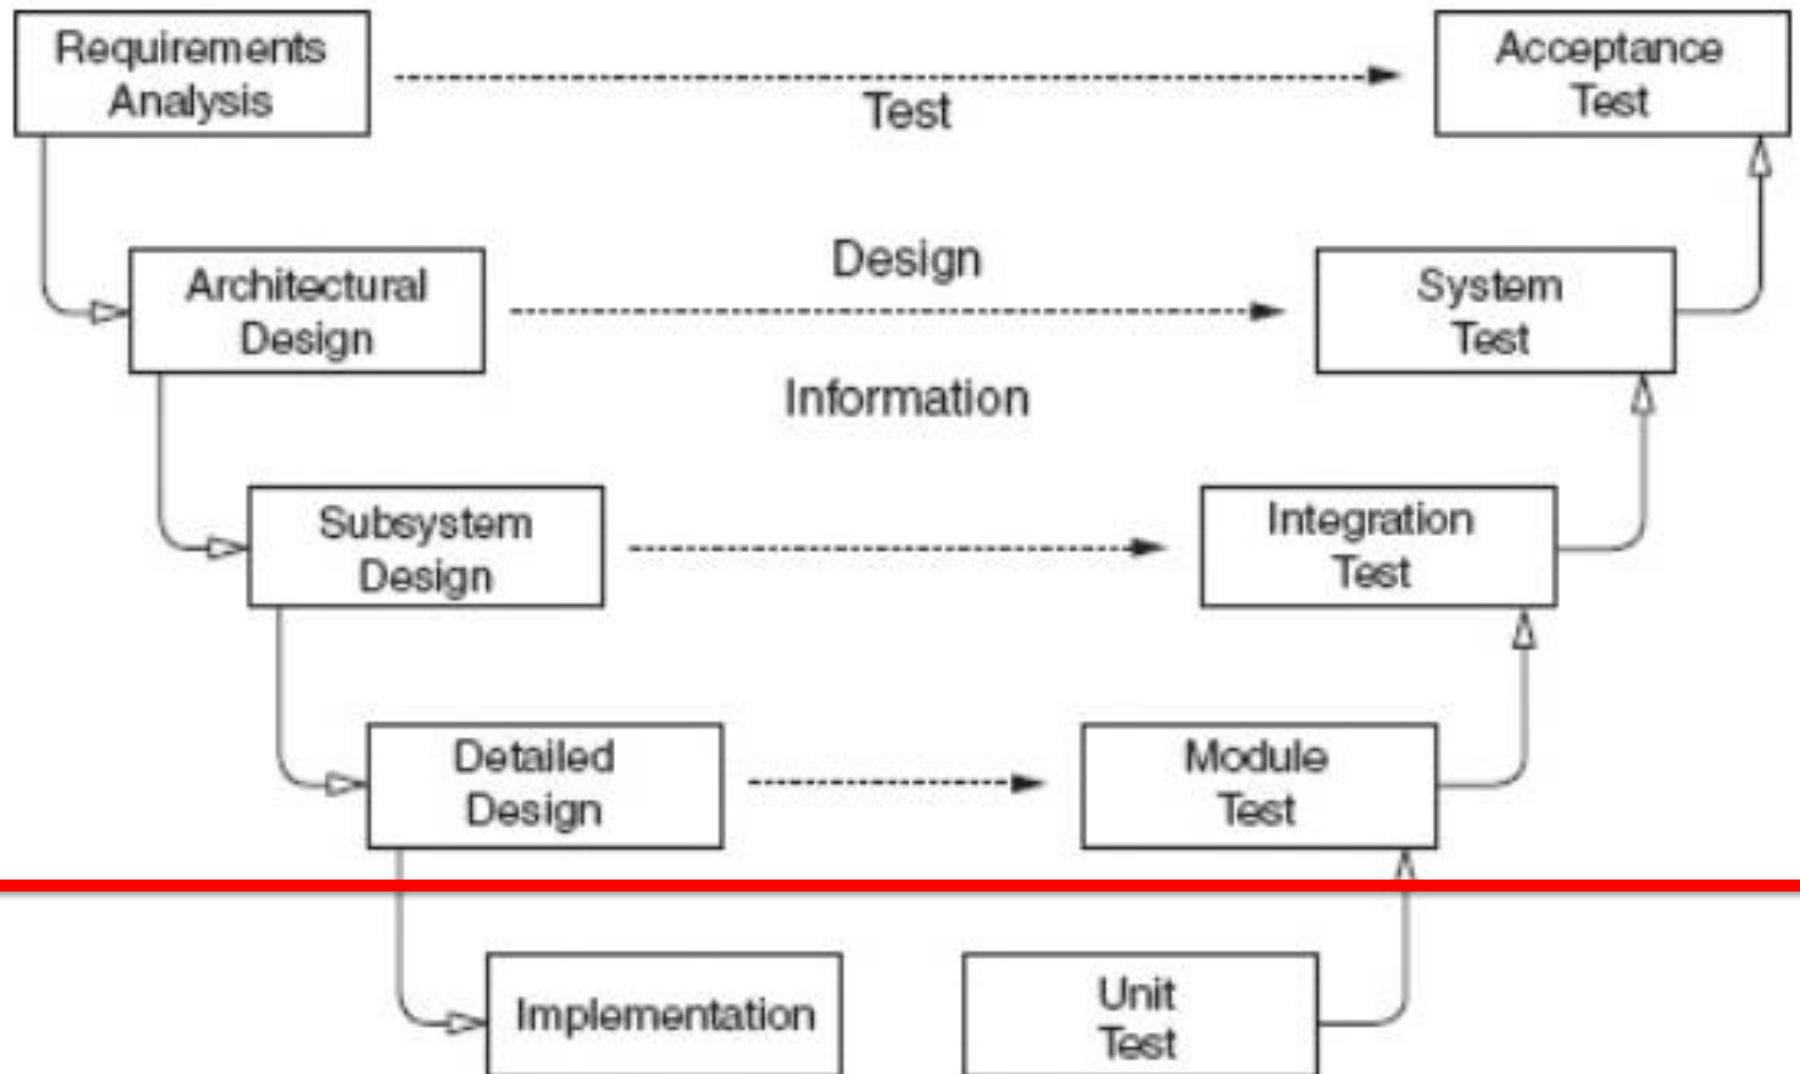 Requirements
Analysis
Acceptance
Test
Test
Design
Architectural
Design
System
Test
Information
Subsystem
Design
Integration
Test
Detailed
Design
Module
Test
Implementation
Unit
Test